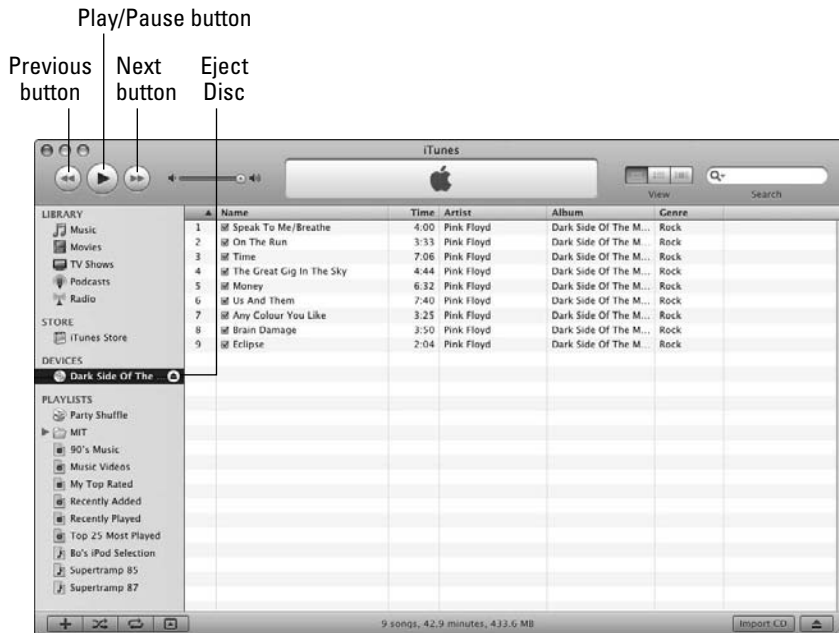 Play/Pause button
Previous button
Next button
Eject Disc
iTunes
View
Search
LIBRARY
Music
Movies
TV Shows
Podcasts
Radio
STORE
iTunes Store
DEVICES
Dark Side Of The ...
PLAYLISTS
Party Shuffle
MIT
90's Music
Music Videos
My Top Rated
Recently Added
Recently Played
Top 25 Most Played
Bo's iPod Selection
Supertramp 85
Supertramp 87
Name Time Artist Album Genre
1 Speak To Me/Breathe 4:00 Pink Floyd Dark Side Of The M... Rock
2 On The Run 3:33 Pink Floyd Dark Side Of The M... Rock
3 Time 7:06 Pink Floyd Dark Side Of The M... Rock
4 The Great Gig In The Sky 4:44 Pink Floyd Dark Side Of The M... Rock
5 Money 6:32 Pink Floyd Dark Side Of The M... Rock
6 Us And Them 7:40 Pink Floyd Dark Side Of The M... Rock
7 Any Colour You Like 3:25 Pink Floyd Dark Side Of The M... Rock
8 Brain Damage 3:50 Pink Floyd Dark Side Of The M... Rock
9 Eclipse 2:04 Pink Floyd Dark Side Of The M... Rock
9 songs, 42.9 minutes, 433.6 MB
Import CD